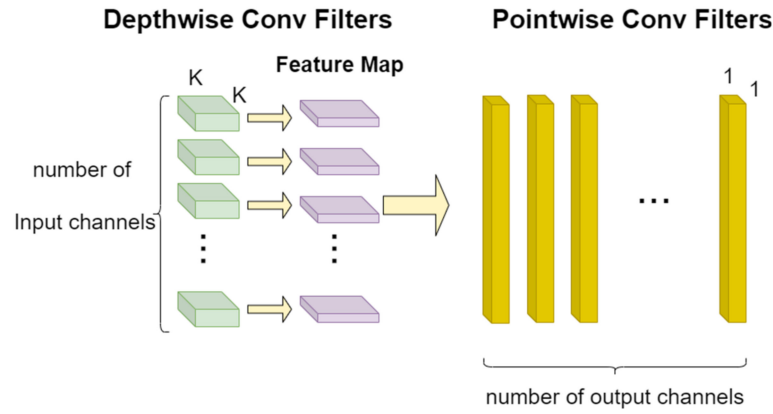 Depthwise Conv Filters
Pointwise Conv Filters
Feature Map
K
K
1
1
number of
Input channels
...
number of output channels